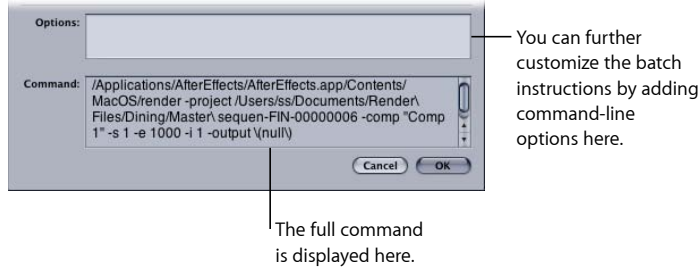 Options:
You can further
customize the batch
instructions by adding
command-line
options here.
Command:
/Applications/AfterEffects/AfterEffects.app/Contents/
MacOS/render -project /Users/ss/Documents/Render\
Files/Dining/Master\ sequen-FIN-00000006 -comp "Comp
1" -s 1 -e 1000 -i 1 -output \(null\)
Cancel
OK
The full command
is displayed here.